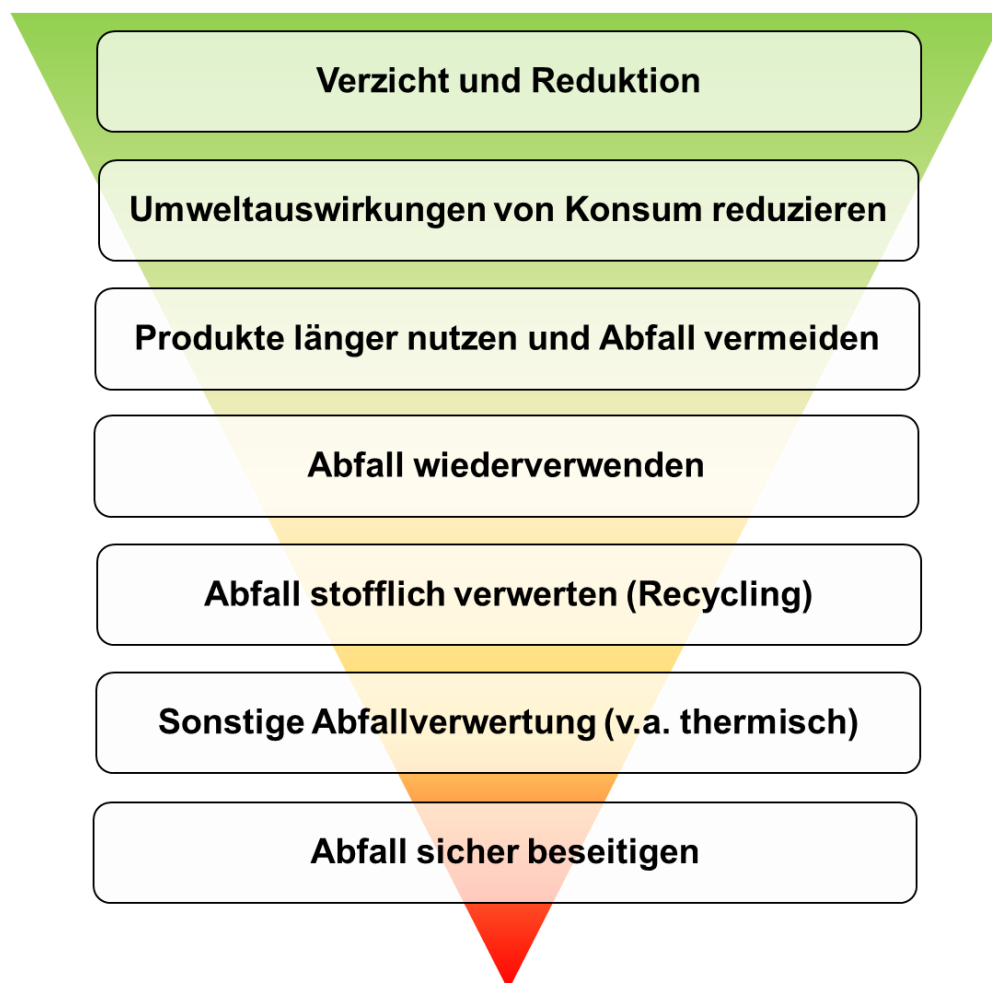 Verzicht und Reduktion
Umweltauswirkungen von Konsum reduzieren
Produkte länger nutzen und Abfall vermeiden
Abfall wiederverwenden
Abfall stofflich verwerten (Recycling)
Sonstige Abfallverwertung (v.a. thermisch)
Abfall sicher beseitigen